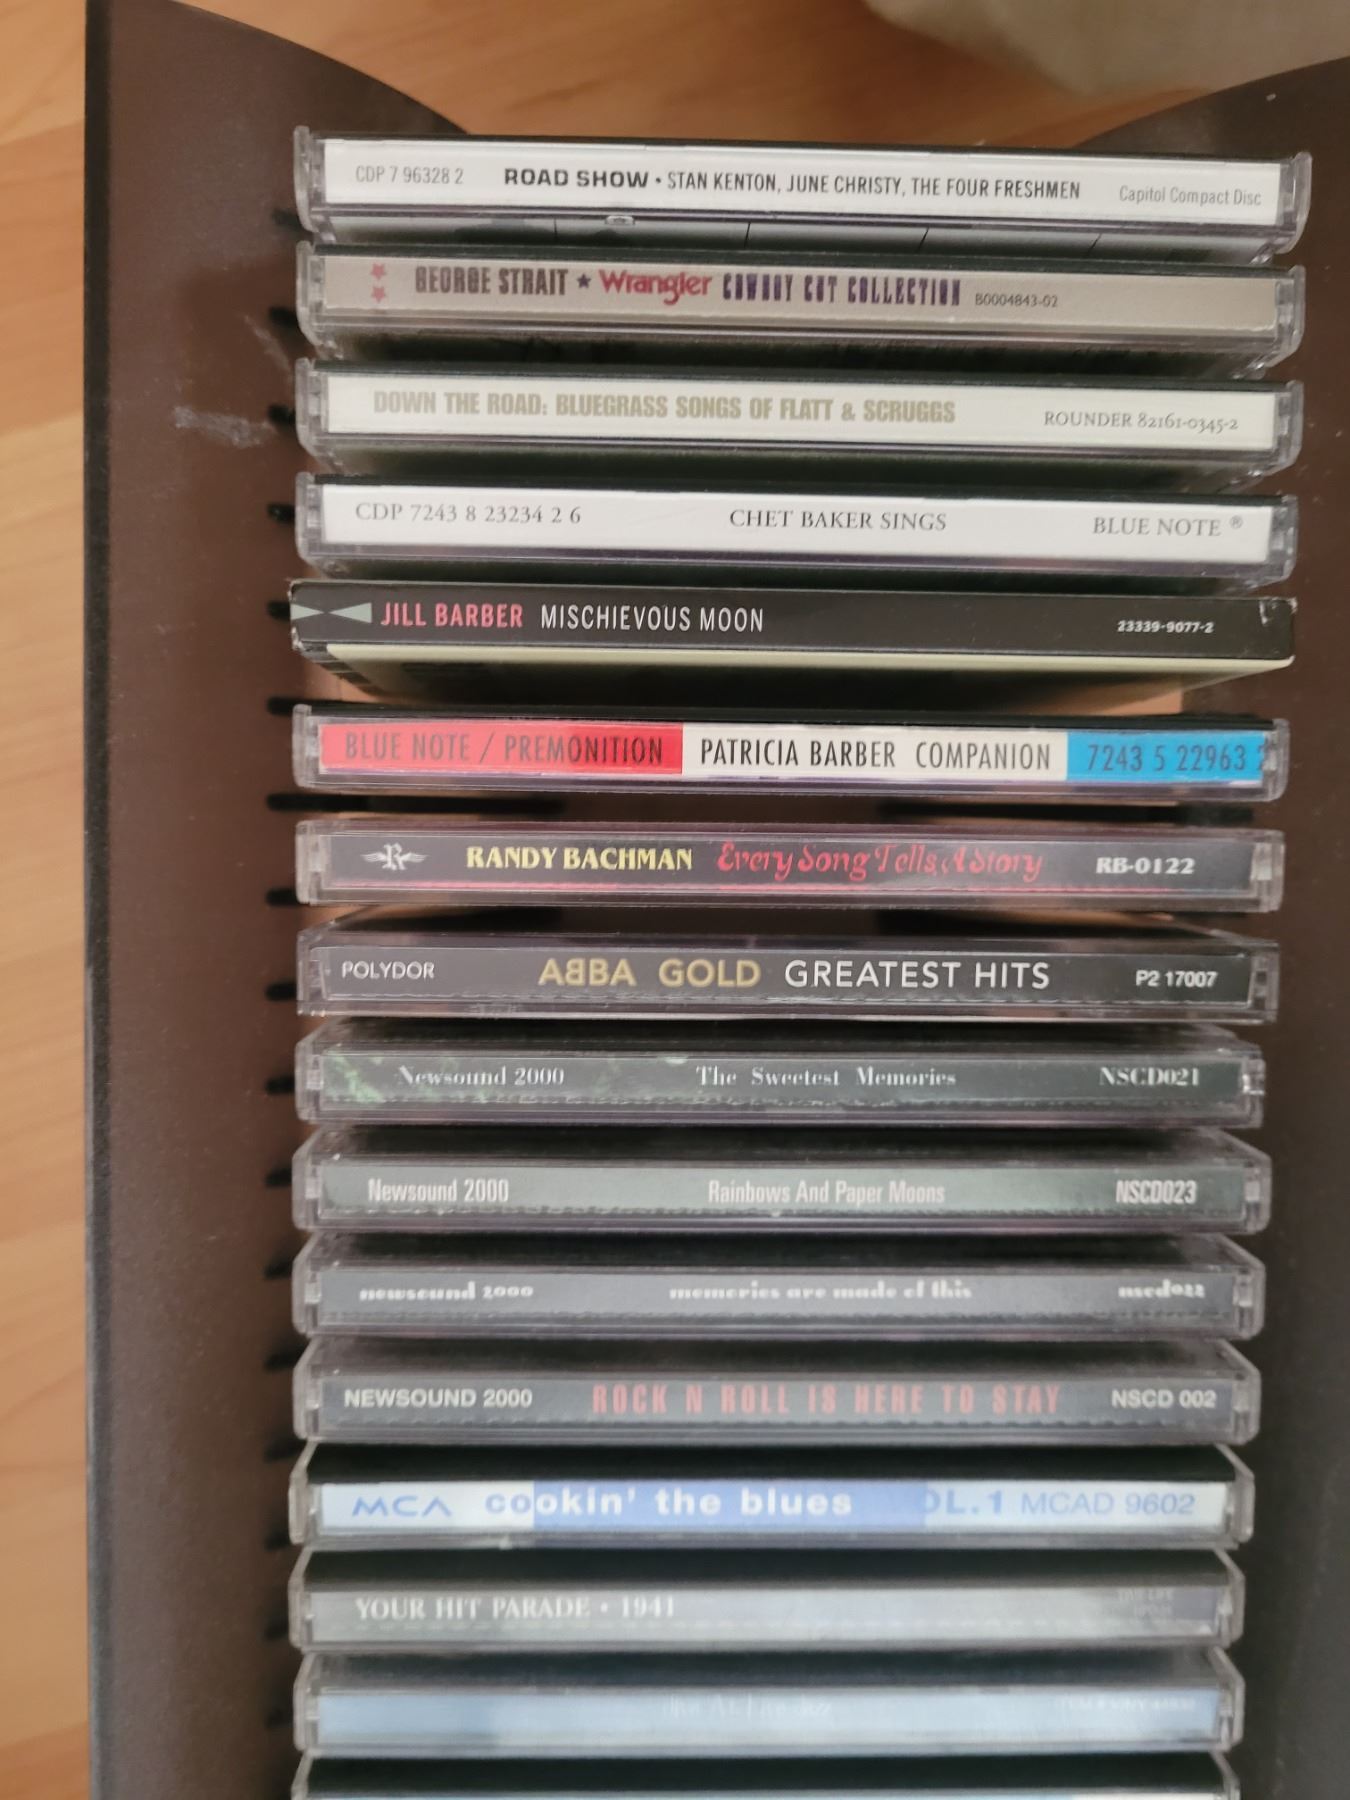 CDP 7 96328 2 ROAD SHOW • STAN KENTON, JUNE CHRISTY, THE FOUR FRESHMEN Capitol Compact Disc
GEORGE STRAIT ★ Wrangler COWBOY CUT COLLECTION B0004843-02
DOWN THE ROAD: BLUEGRASS SONGS OF FLATT & SCRUGGS ROUNDER 82161-0345-2
CDP 7243 8 23234 2 6 CHET BAKER SINGS BLUE NOTE ®
JILL BARBER MISCHIEVOUS MOON 23339-9077-2
BLUE NOTE / PREMONITION PATRICIA BARBER COMPANION 7243 5 22963
R RANDY BACHMAN Every Song Tells A Story RB-0122
POLYDOR ABBA GOLD GREATEST HITS P2 17007
Newsound 2000 The Sweetest Memories NSCD021
Newsound 2000 Rainbows And Paper Moons NSCD023
newsound 2000 memories are made of this nscd022
NEWSOUND 2000 ROCK N ROLL IS HERE TO STAY NSCD 002
MCA cookin' the blues VOL.1 MCAD 9602
YOUR HIT PARADE • 1941